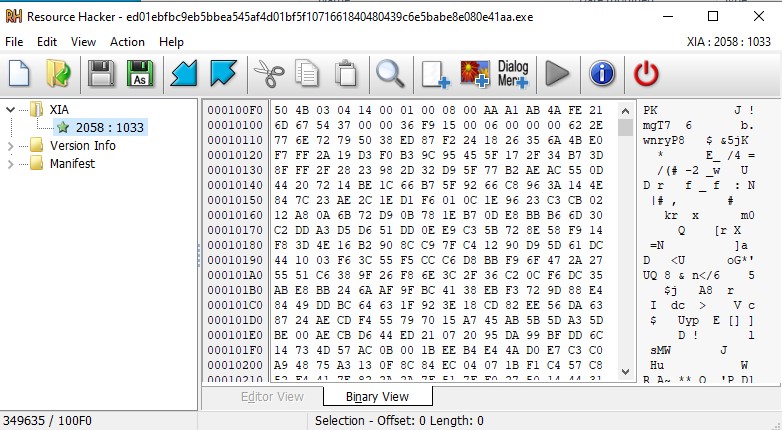 Resource Hacker - ed01ebfbc9eb5bbea545af4d01bf5f1071661840480439c6e5babe8e080e41aa.exe
File Edit View Action Help XIA : 2058 : 1033
As Dialog Mer+
XIA
2058 : 1033
Version Info
Manifest
000100F0 50 4B 03 04 14 00 01 00 08 00 AA A1 AB 4A FE 21 PK J !
00010100 6D 67 54 37 00 00 36 F9 15 00 06 00 00 00 62 2E mgT7 6 b.
00010110 77 6E 72 79 50 38 ED 87 F2 24 18 26 35 6A 4B E0 wnryP8 $ &5jK
00010120 F7 FF 2A 19 D3 F0 B3 9C 95 45 5F 17 2F 34 B7 3D * E_ /4 =
00010130 8F FF 2F 28 23 98 2D 32 D9 5F 77 B2 AE AC 55 0D /(# -2 _w U
00010140 44 20 72 14 BE 1C 66 B7 5F 92 66 C8 96 3A 14 4E D r f _ f : N
00010150 84 7C 23 AE 2C 1E D1 F6 01 0C 1E 96 23 C3 CB 02 |# , #
00010160 12 A8 0A 6B 72 D9 0B 78 1E B7 0D E8 BB B6 6D 30 kr x m0
00010170 C2 DD A3 D5 D6 51 DD 0E E9 C3 5B 72 8E 58 F9 14 Q [r X
00010180 F8 3D 4E 16 B2 90 8C C9 7F C4 12 90 D9 5D 61 DC =N ]a
00010190 44 10 03 F6 3C 55 F5 CC C6 D8 BB F9 6F 47 2A 27 D <U oG*'
000101A0 55 51 C6 38 9F 26 F8 6E 3C 2F 36 C2 0C F6 DC 35 UQ 8 & n</6 5
000101B0 AB E8 BB 24 6A AF 9F BC 41 38 EB F3 72 9D 88 E4 $j A8 r
000101C0 84 49 DD BC 64 63 1F 92 3E 18 CD 82 EE 56 DA 63 I dc > V c
000101D0 87 24 AE CD F4 55 79 70 15 A7 45 AB 5B 5D A3 5D $ Uyp E [] ]
000101E0 BE 00 AE CB D6 44 ED 21 07 20 95 DA 99 BF DD 6C D ! l
000101F0 14 73 4D 57 AC 0B 00 1B EE B4 E4 4A D0 E7 C3 C0 sMW J
00010200 A9 48 75 A3 13 0F 8C 84 EC 04 07 1B F1 C4 57 C8 Hu W
00010210
Editor View Binary View
349635 / 100F0 Selection - Offset: 0 Length: 0